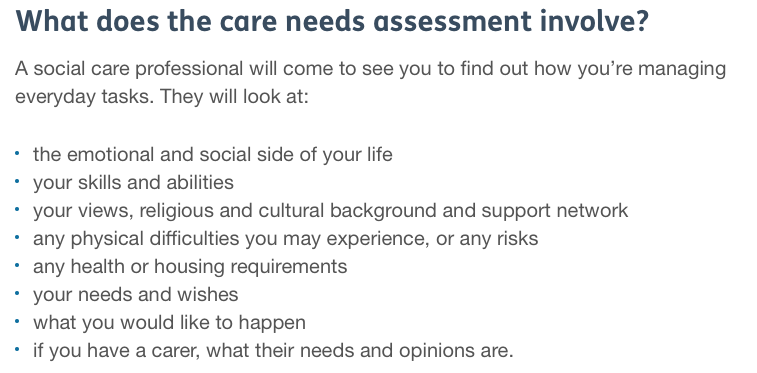 What does the care needs assessment involve?
A social care professional will come to see you to find out how you're managing
everyday tasks. They will look at:
• the emotional and social side of your life
• your skills and abilities
• your views, religious and cultural background and support network
• any physical difficulties you may experience, or any risks
• any health or housing requirements
• your needs and wishes
• what you would like to happen
• if you have a carer, what their needs and opinions are.